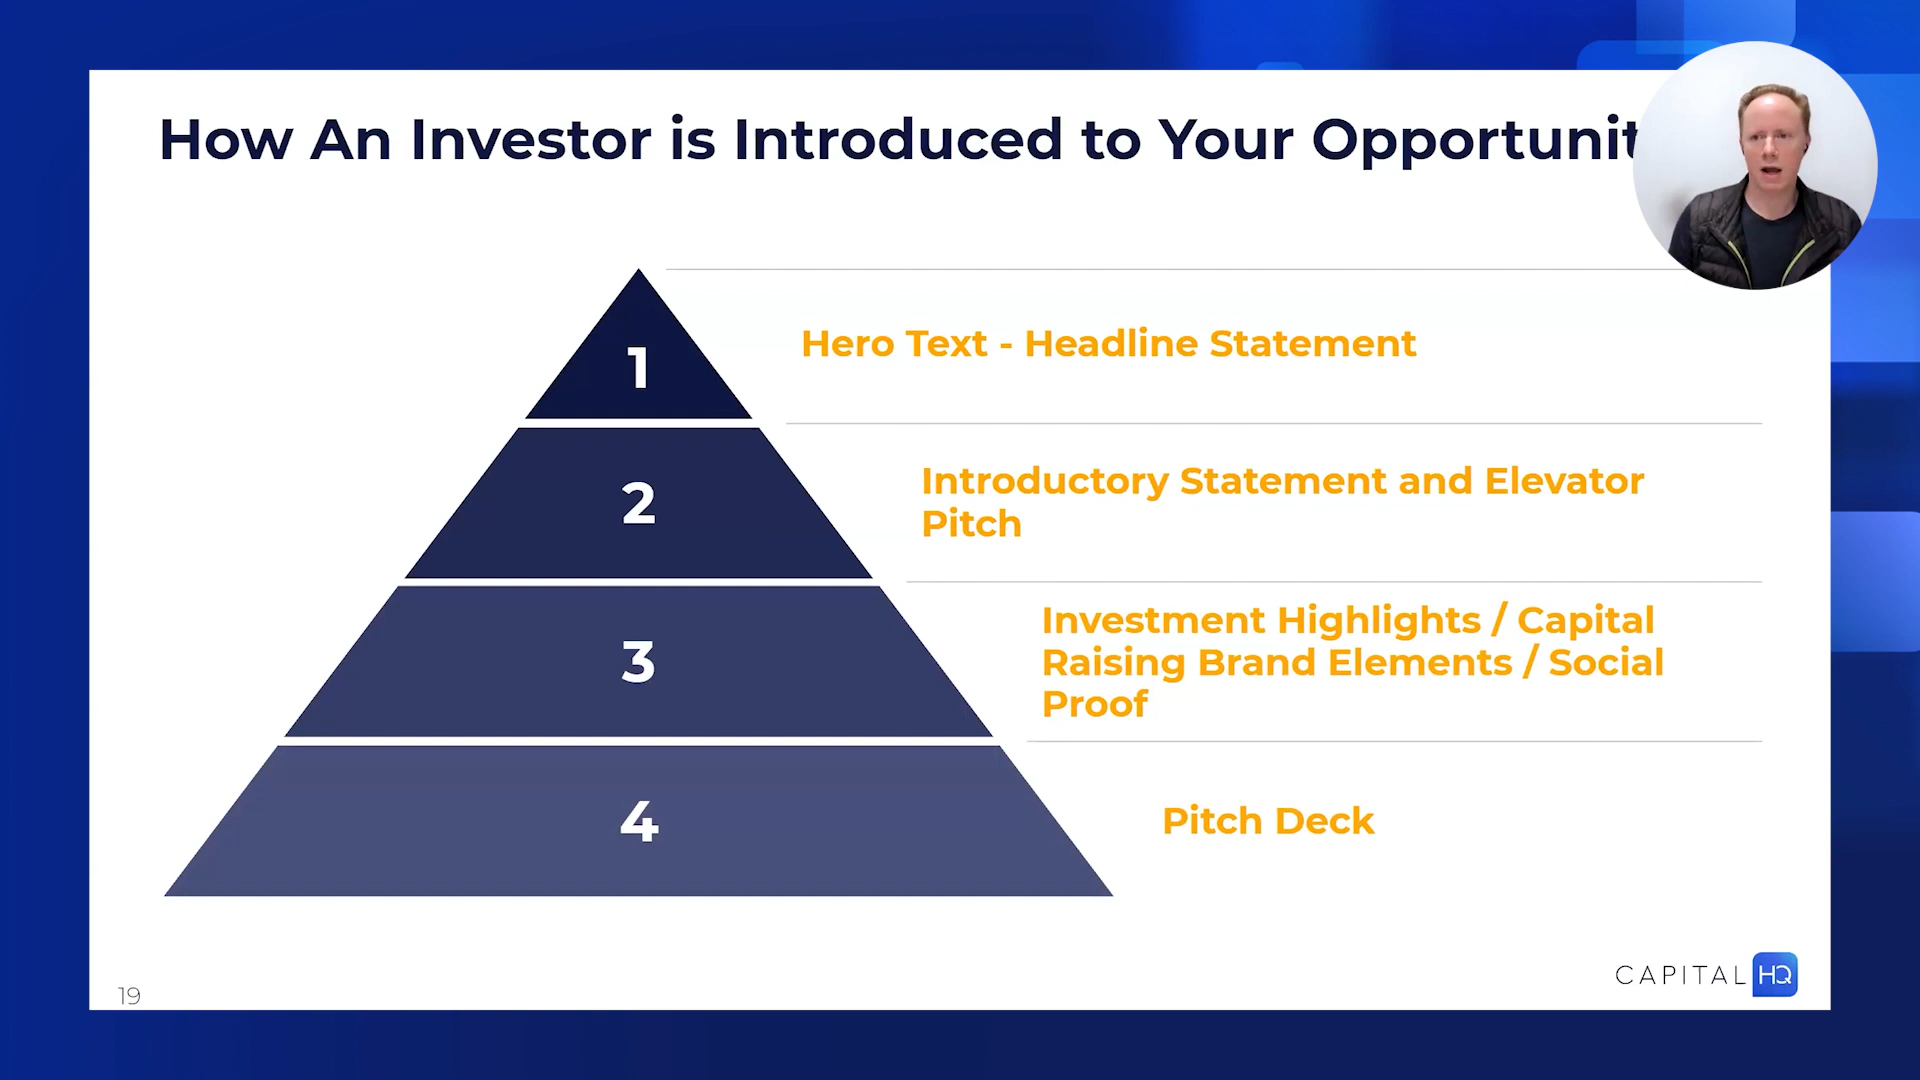 How An Investor is Introduced to Your Opportunit
1
Hero Text - Headline Statement
2
Introductory Statement and Elevator
Pitch
3
Investment Highlights / Capital
Raising Brand Elements / Social
Proof
4
Pitch Deck
19
CAPITAL HQ